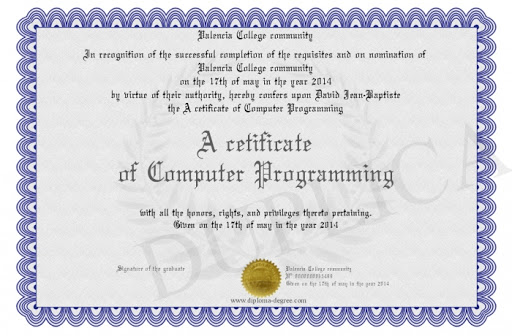 Valencia College community
In recognition of the successful completion of the requisites and on nomination of
Valencia College community
on the 17th of may in the year 2014
by virtue of their authority, hereby confers upon David Jean-Baptiste
the A cetificate of Computer Programming
A cetificate
of Computer Programming
with all the honors, rights, and privileges thereto pertaining.
Given on the 17th of may in the year 2014
DUPLICA
Signature of the graduate
Valencia College community
Given on the 17th of may in the year 2014
www.diploma-degree.com